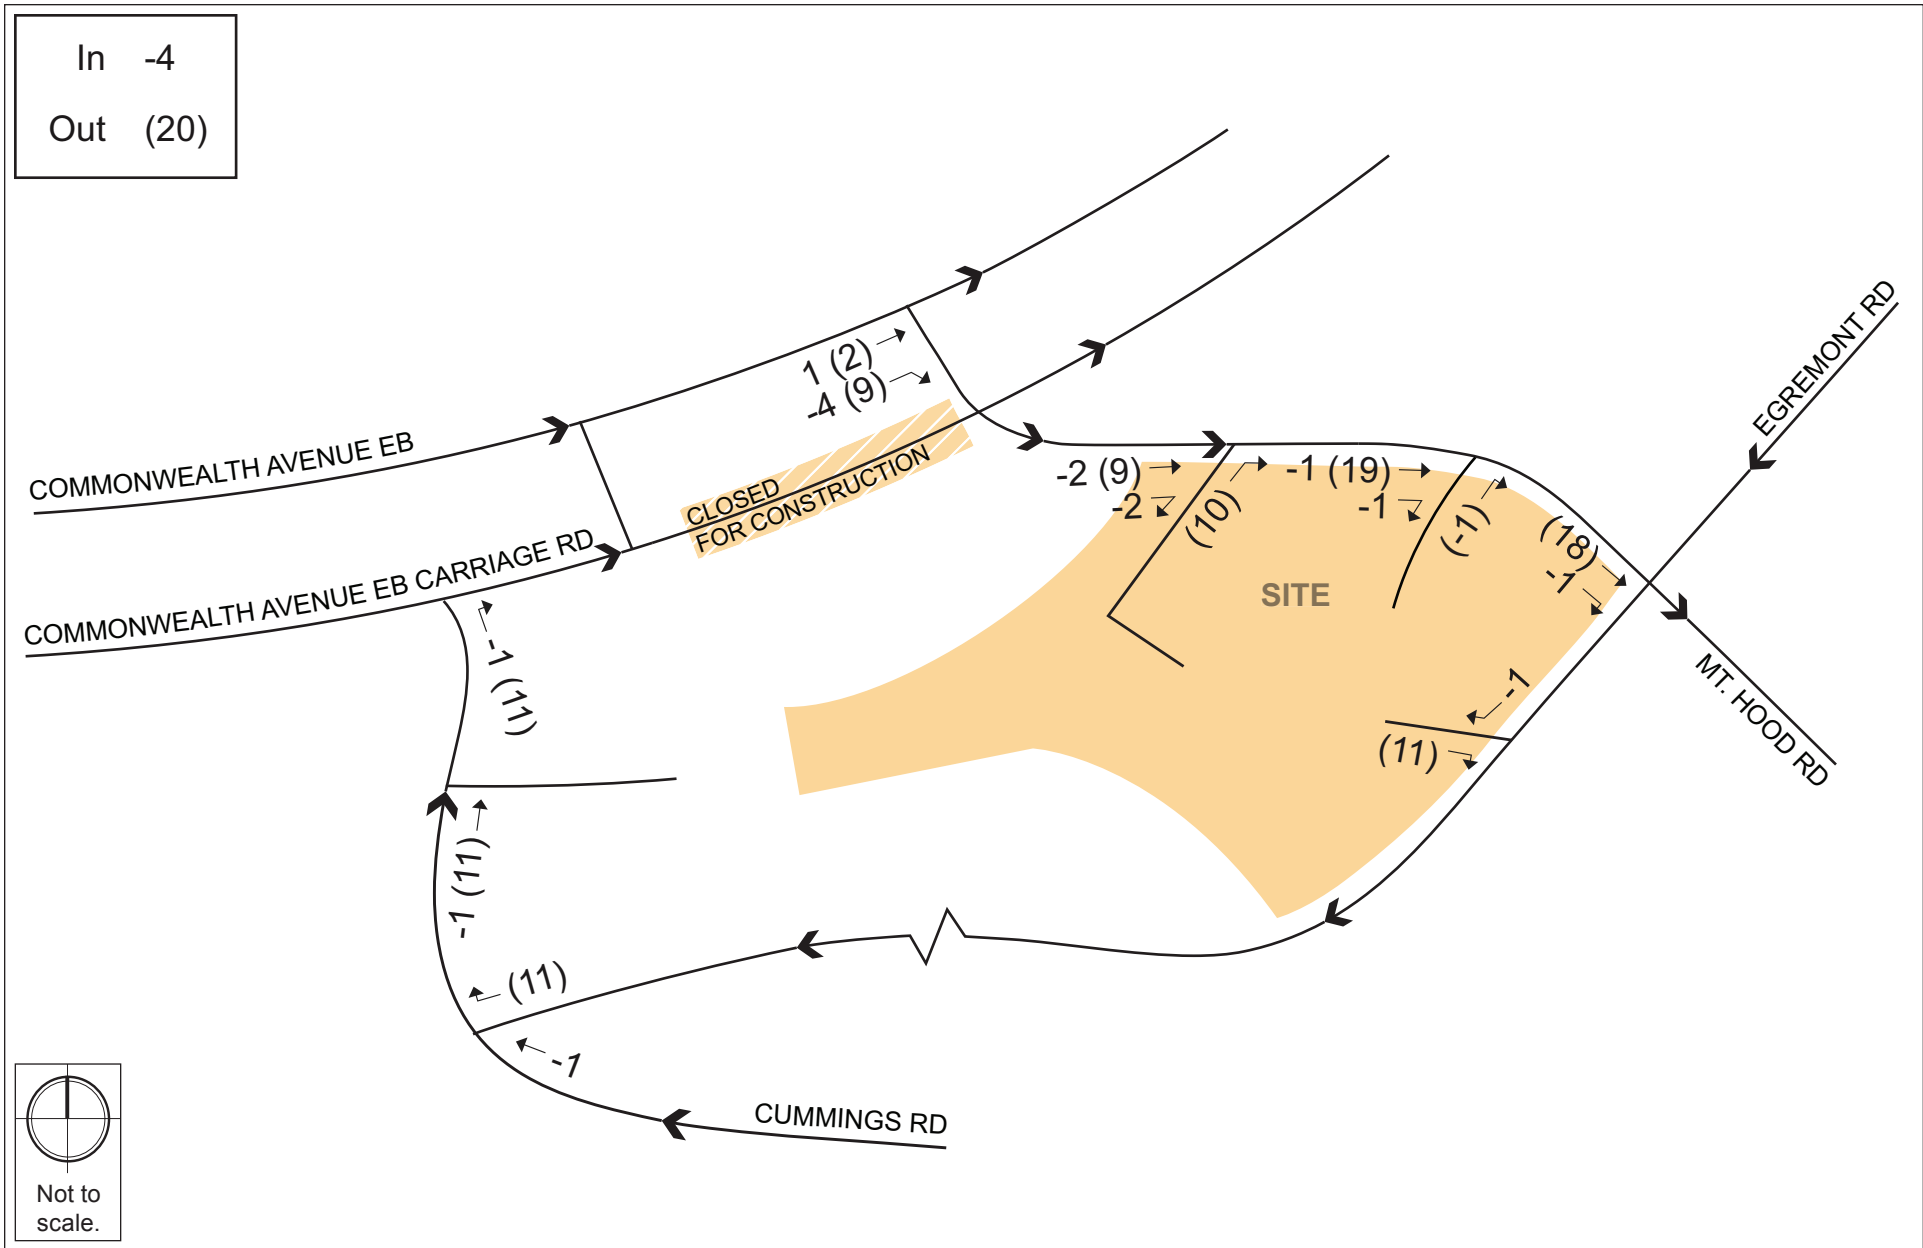 In -4
Out (20)
COMMONWEALTH AVENUE EB
COMMONWEALTH AVENUE EB CARRIAGE RD
1 (2)
-4 (9)
CLOSED
FOR CONSTRUCTION
-2 (9)
-2
(10)
-1 (19)
-1
(-1)
(18)
-1
EGREMONT RD
SITE
MT. HOOD RD
-1
(11)
-1 (11)
-1 (11)
(11)
-1
CUMMINGS RD
Not to
scale.